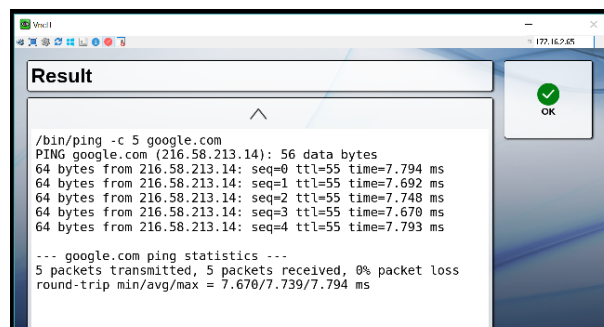 172.16.2.65
Result
OK
/bin/ping -c 5 google.com
PING google.com (216.58.213.14): 56 data bytes
64 bytes from 216.58.213.14: seq=0 ttl=55 time=7.794 ms
64 bytes from 216.58.213.14: seq=1 ttl=55 time=7.692 ms
64 bytes from 216.58.213.14: seq=2 ttl=55 time=7.748 ms
64 bytes from 216.58.213.14: seq=3 ttl=55 time=7.670 ms
64 bytes from 216.58.213.14: seq=4 ttl=55 time=7.793 ms
--- google.com ping statistics ---
5 packets transmitted, 5 packets received, 0% packet loss
round-trip min/avg/max = 7.670/7.739/7.794 ms